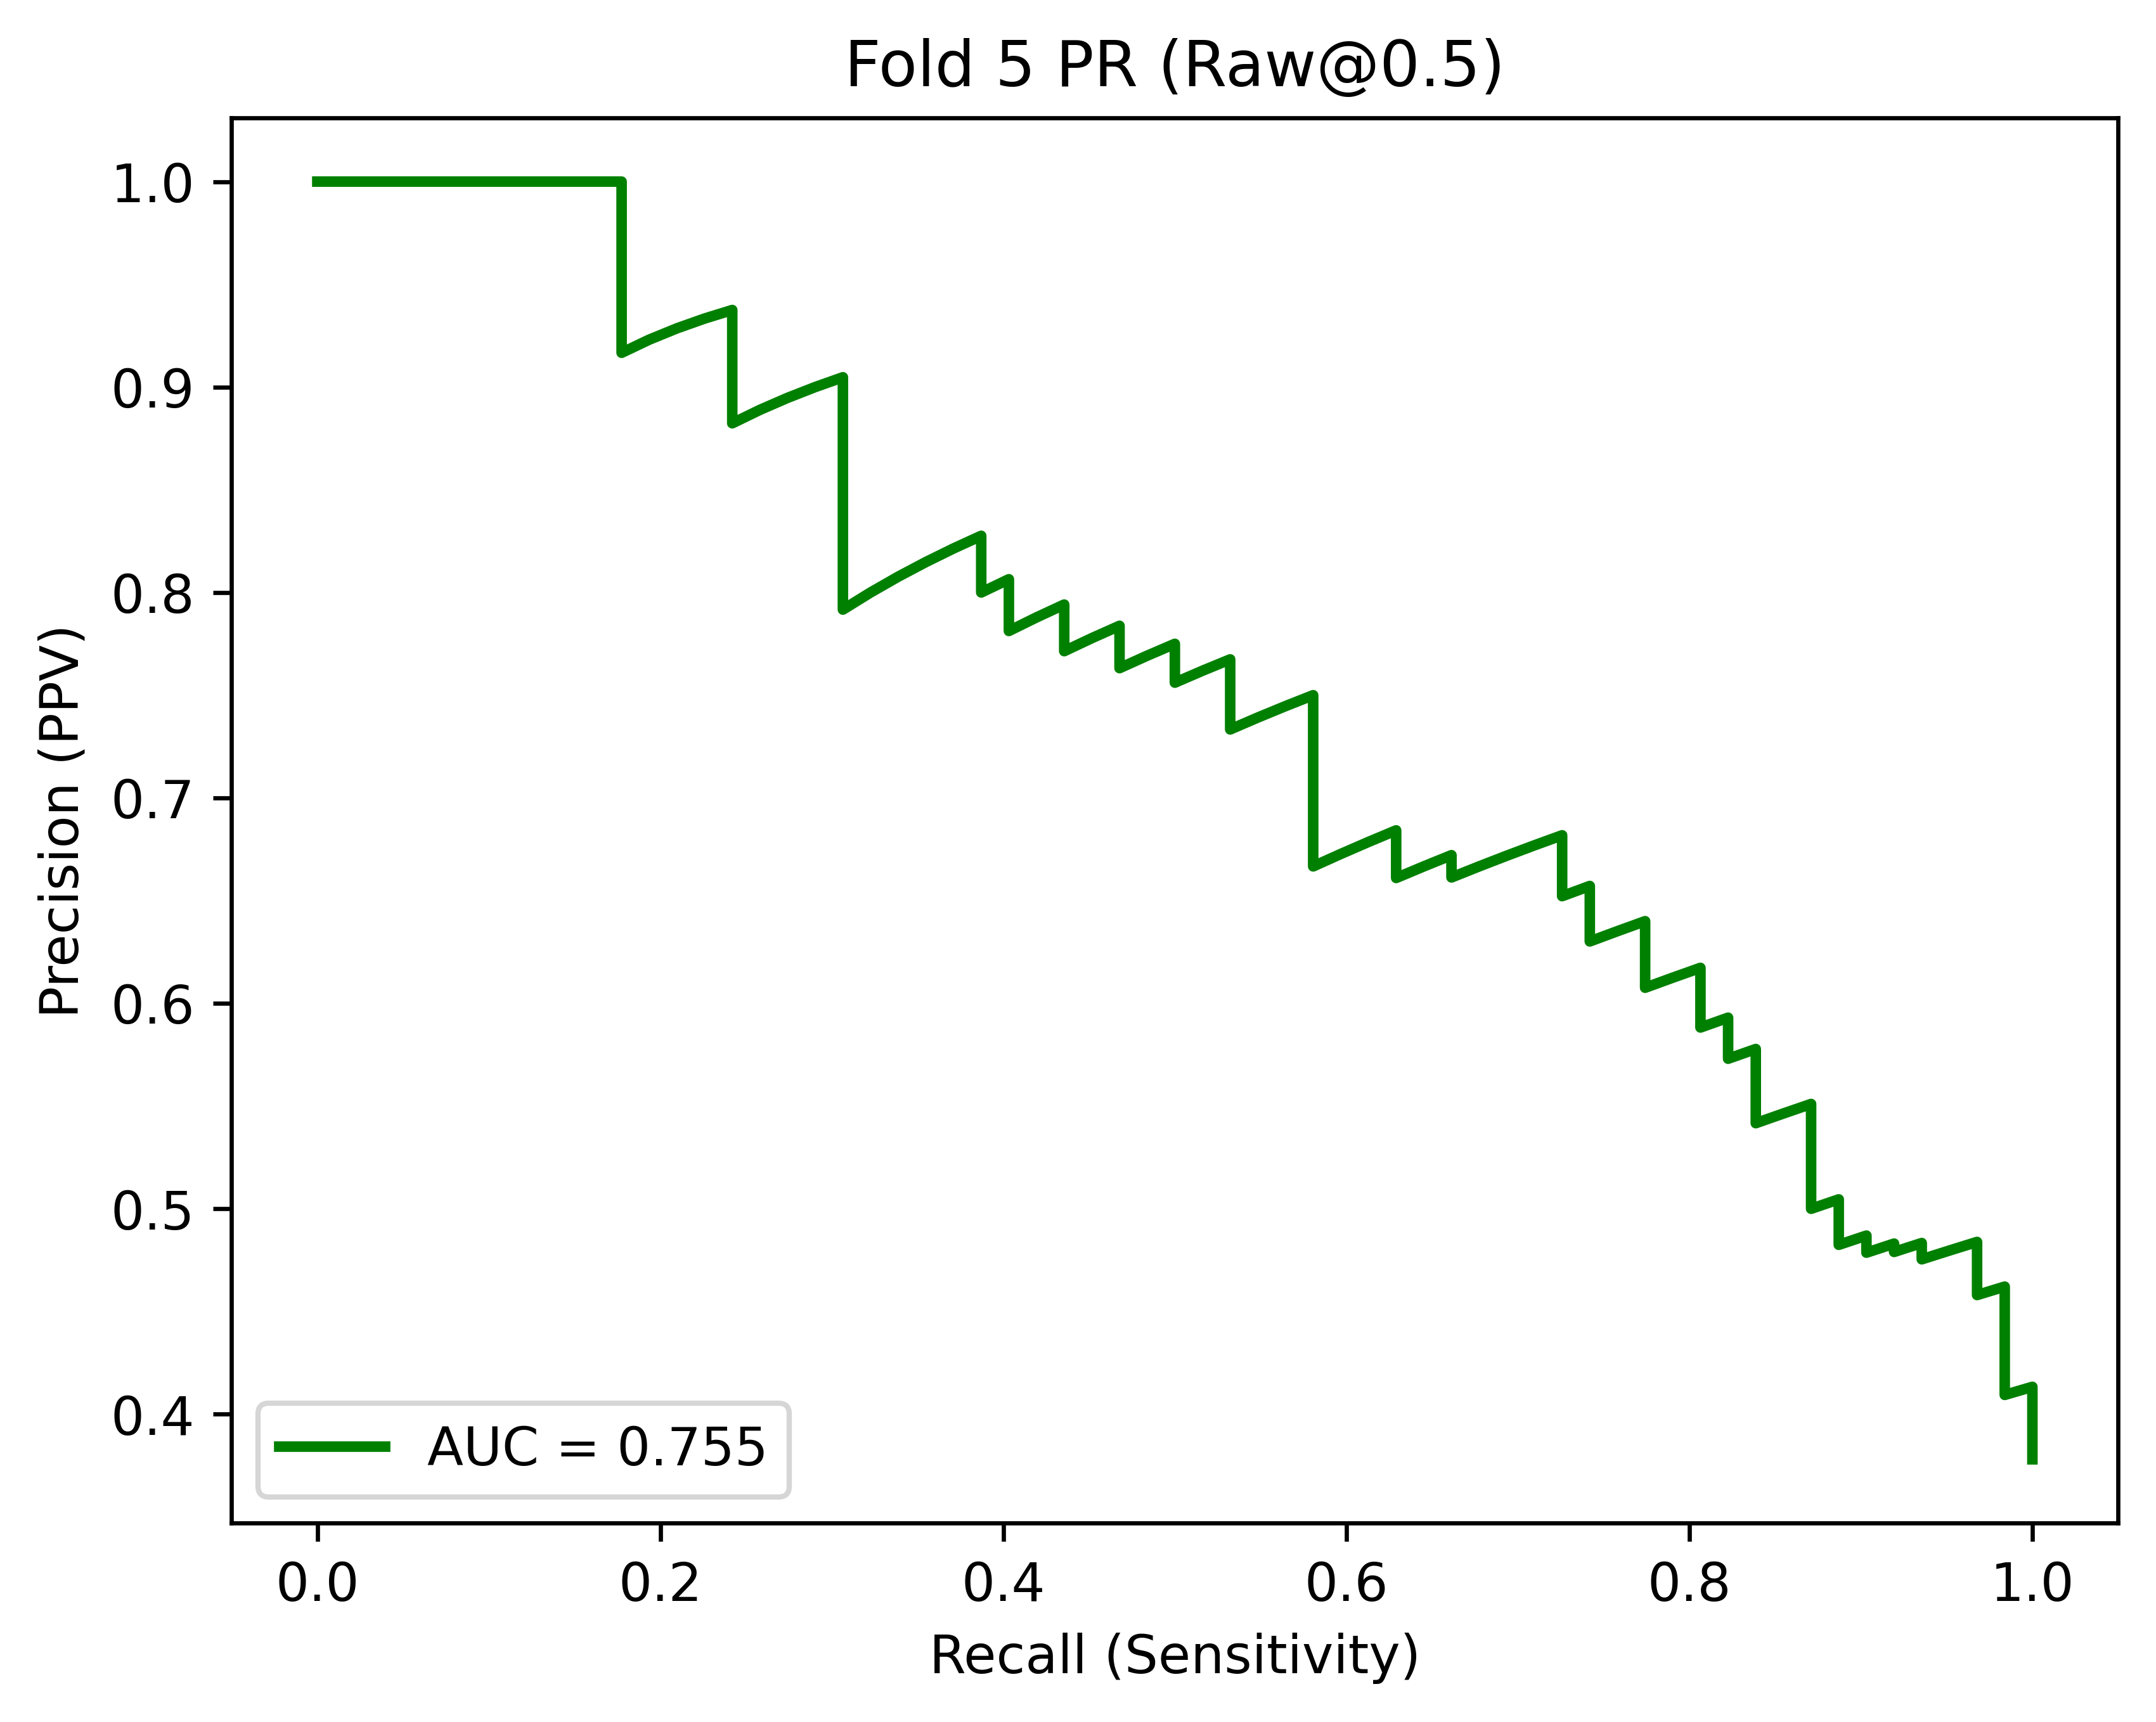 Fold 5 PR (Raw@0.5)
Precision (PPV)
1.0
0.9
0.8
0.7
0.6
0.5
0.4
AUC = 0.755
0.0 0.2 0.4 0.6 0.8 1.0
Recall (Sensitivity)